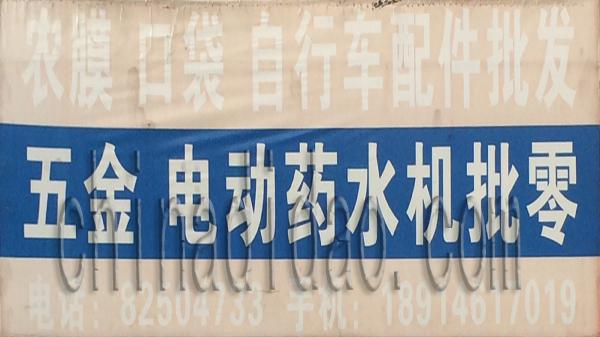 农膜 口袋 自行车配件批发
五金 电动药水机批零
chinadidao.com
电话：82504733 手机：18914617019